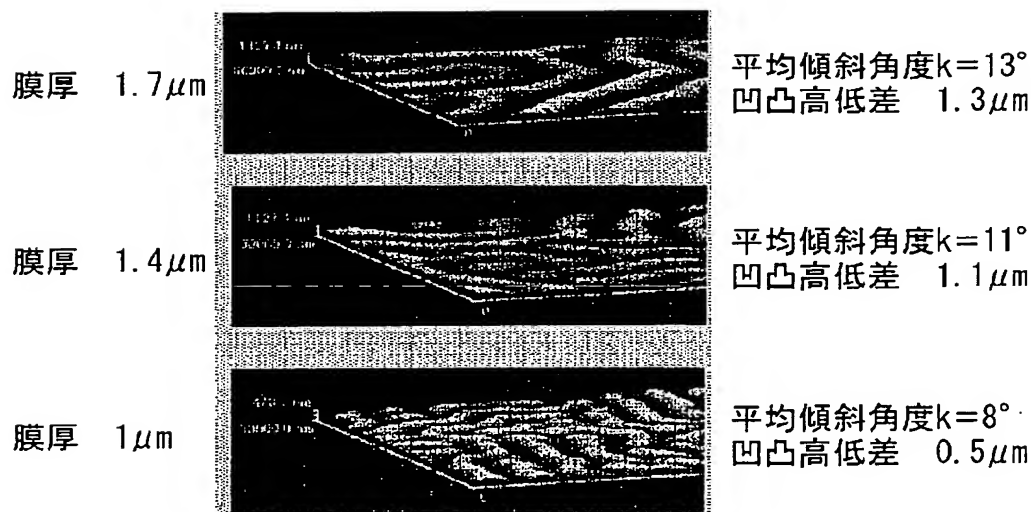 膜厚 1.7μm
平均傾斜角度k=13°
凹凸高低差 1.3μm
膜厚 1.4μm
平均傾斜角度k=11°
凹凸高低差 1.1μm
膜厚 1μm
平均傾斜角度k=8°
凹凸高低差 0.5μm